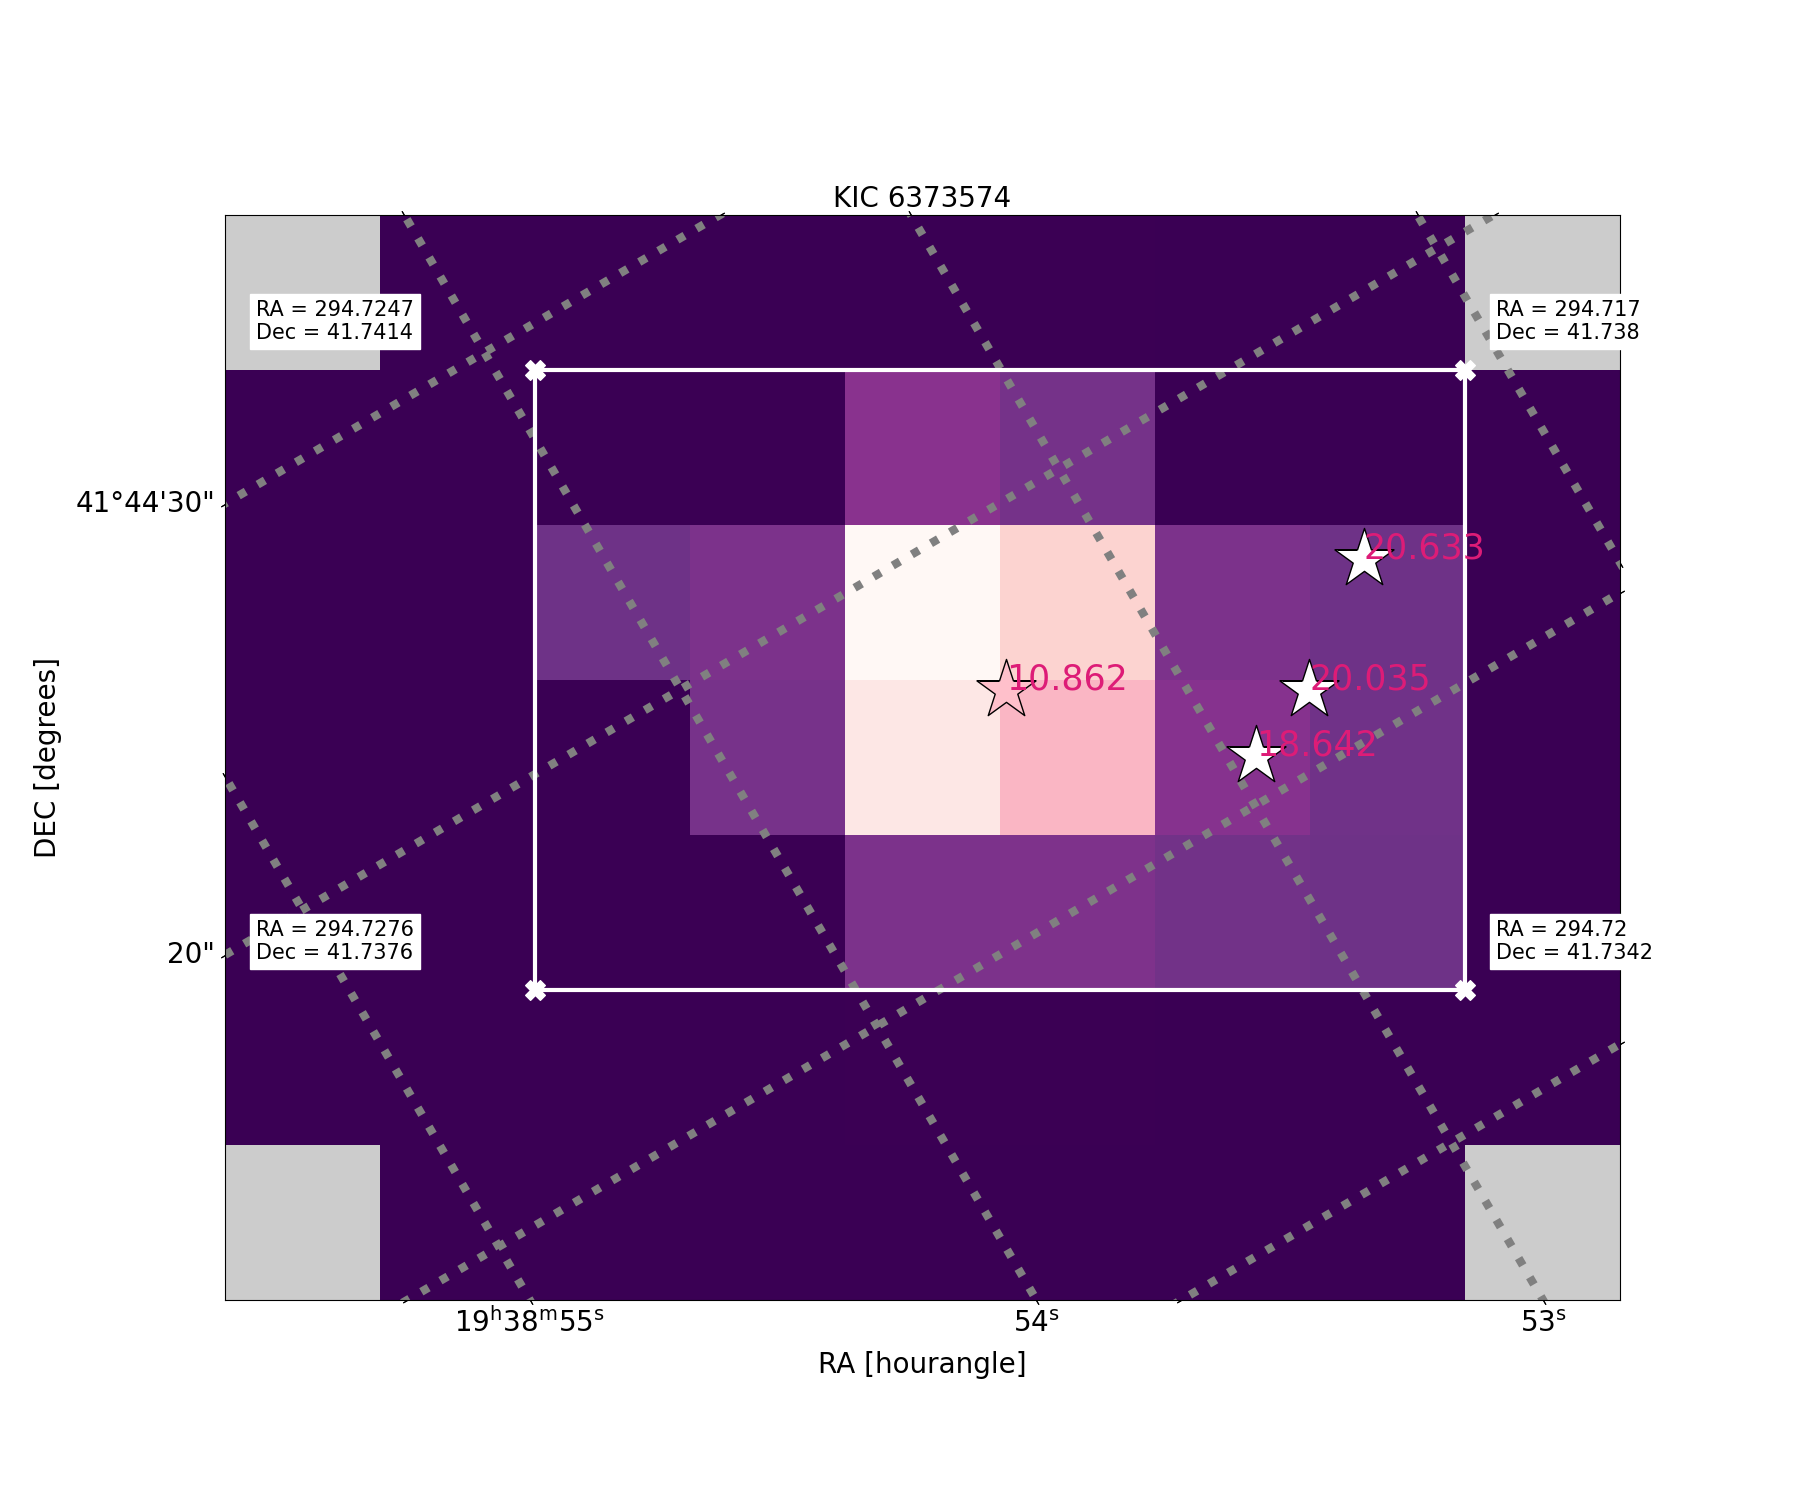 KIC 6373574
RA = 294.7247
Dec = 41.7414
RA = 294.717
Dec = 41.738
41°44'30"
20.633
10.862
20.035
18.642
DEC [degrees]
RA = 294.7276
Dec = 41.7376
RA = 294.72
Dec = 41.7342
20"
19ʰ38ᵐ55ˢ
54ˢ
53ˢ
RA [hourangle]